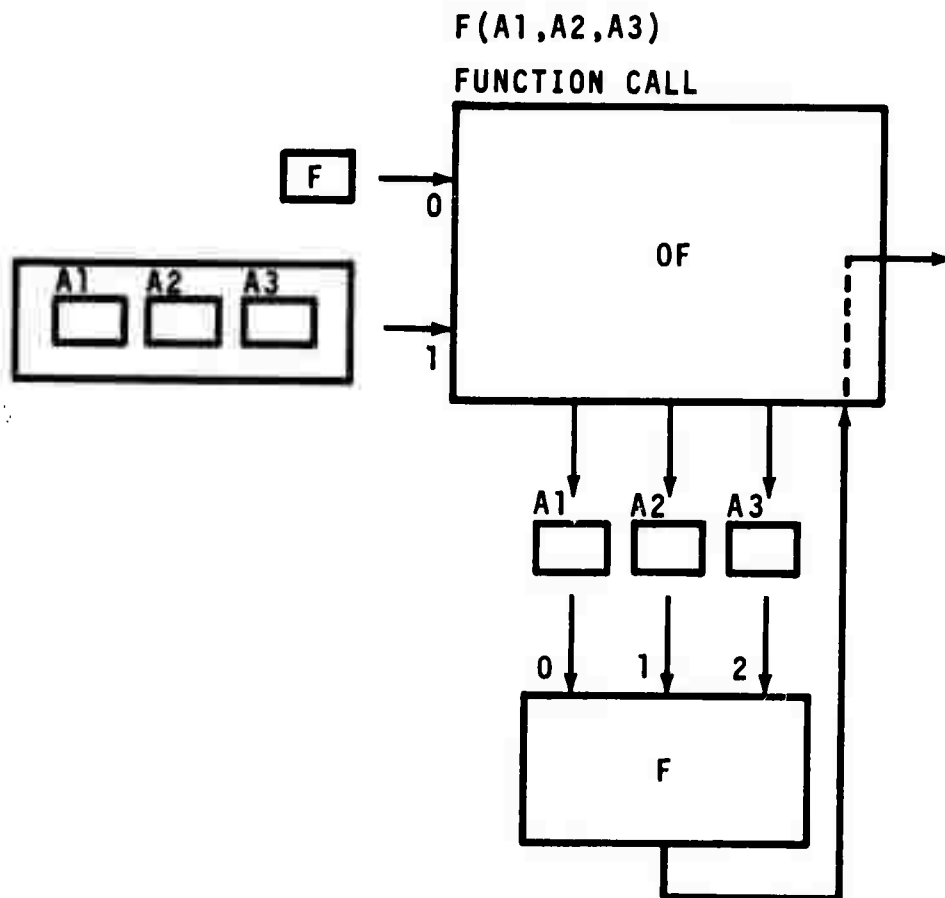 F(A1,A2,A3)
FUNCTION CALL
F
0
OF
A1 A2 A3
1
A1 A2 A3
0 1 2
F